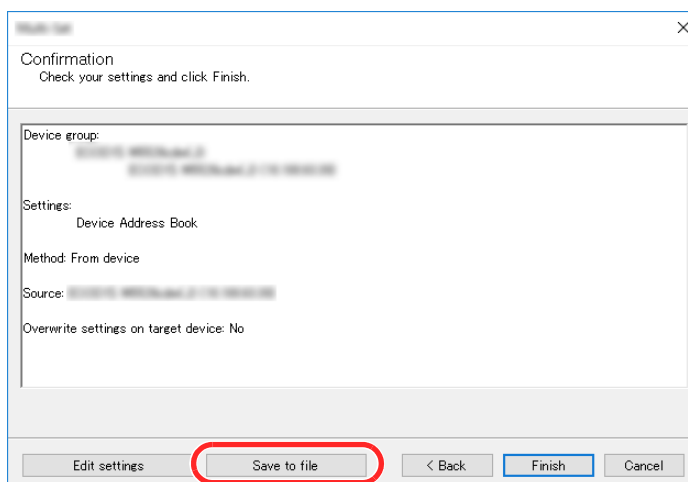 Confirmation
Check your settings and click Finish.
Device group:
Settings:
Device Address Book
Method: From device
Source:
Overwrite settings on target device: No
Edit settings
Save to file
< Back
Finish
Cancel